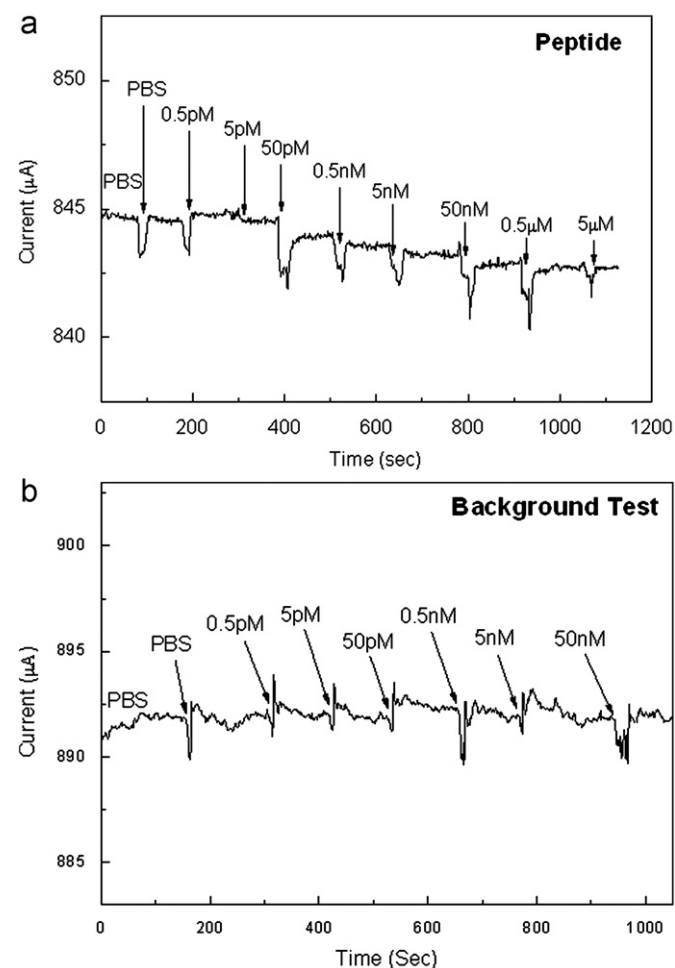 a
Peptide
850
845
840
Current (μA)
PBS
PBS
0.5pM
5pM
50pM
0.5nM
5nM
50nM
0.5μM
5μM
0 200 400 600 800 1000 1200
Time (sec)
b
Background Test
900
895
890
885
Current (μA)
PBS
PBS
0.5pM
5pM
50pM
0.5nM
5nM
50nM
0 200 400 600 800 1000
Time (Sec)